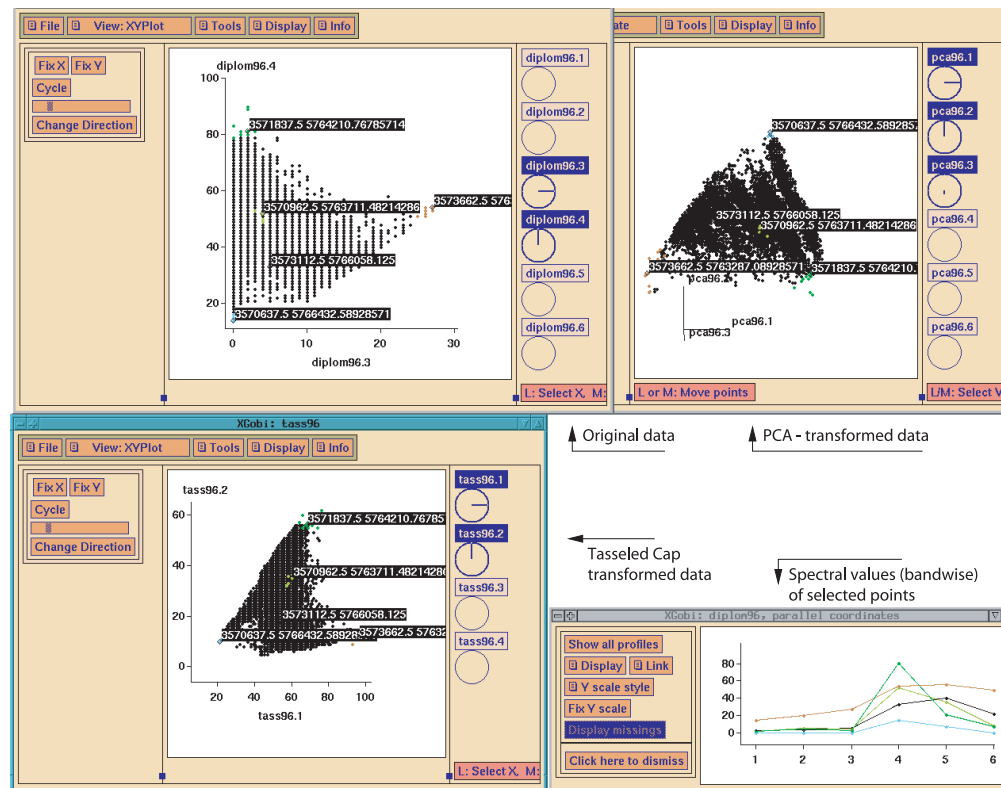 File View: XYPlot Tools Display Info
Fix X Fix Y
Cycle
Change Direction
diplom96.4
100
80
60
40
20
0 10 20 30
diplom96.3
3571837.5 5764210.76785714
3570962.5 5763711.48214286
3573662.5 576
3573112.5 5766058.125
3570637.5 5766432.58928571
diplom96.1
diplom96.2
diplom96.3
diplom96.4
diplom96.5
diplom96.6
L: Select X, M:
ate Tools Display Info
3570637.5 5766432.589285
3573112.5 5766058.125
3570962.5 5763711.4821428
3573662.5 5763287.08928571
3571837.5 5764210.
pca96.2
pca96.1
pca96.3
pca96.1
pca96.2
pca96.3
pca96.4
pca96.5
pca96.6
L or M: Move points
L/M: Select V
XGobi: tass96
File View: XYPlot Tools Display Info
Fix X Fix Y
Cycle
Change Direction
tass96.2
60
40
20
0
20 40 60 80 100
tass96.1
3571837.5 5764210.76785
3570962.5 5763711.48214286
3573112.5 5766058.125
3570637.5 5766432.589285
3573662.5 57632
tass96.1
tass96.2
tass96.3
tass96.4
L: Select X, M:
Original data
PCA - transformed data
Tasseled Cap
transformed data
Spectral values (bandwise)
of selected points
XGobi: diplon96, parallel coordinates
Show all profiles
Display Link
Y scale style
Fix Y scale
Display missings
Click here to dismiss
80
60
40
20
0
1 2 3 4 5 6